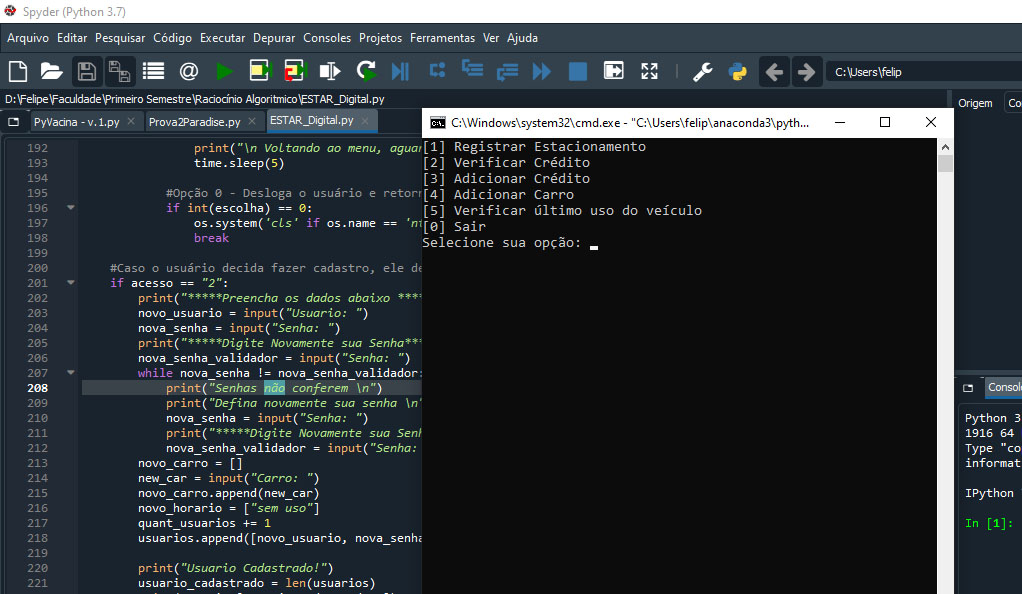 Spyder (Python 3.7)
Arquivo Editar Pesquisar Código Executar Depurar Consoles Projetos Ferramentas Ver Ajuda
C:\Users\felip
D:\Felipe\Faculdade\Primeiro Semestre\Raciocínio Algoritmico\ESTAR_Digital.py
PyVacina - v.1.py
Prova2Paradise.py
ESTAR_Digital.py
192 print("\n Voltando ao menu, aguar
193 time.sleep(5)
194
195 #Opção 0 - Desloga o usuário e retorn
196 if int(escolha) == 0:
197 os.system('cls' if os.name == 'nt
198 break
199
200 #Caso o usuário decida fazer cadastro, ele de
201 if acesso == "2":
202 print("*****Preencha os dados abaixo ****
203 novo_usuario = input("Usuario: ")
204 nova_senha = input("Senha: ")
205 print("*****Digite Novamente sua Senha***
206 nova_senha_validador = input("Senha: ")
207 while nova_senha != nova_senha_validador:
208 print("Senhas não conferem \n")
209 print("Defina novamente sua senha \n"
210 nova_senha = input("Senha: ")
211 print("*****Digite Novamente sua Senh
212 nova_senha_validador = input("Senha:
213 novo_carro = []
214 new_car = input("Carro: ")
215 novo_carro.append(new_car)
216 novo_horario = ["sem uso"]
217 quant_usuarios += 1
218 usuarios.append([novo_usuario, nova_senha
219
220 print("Usuario Cadastrado!")
221 usuario_cadastrado = len(usuarios)
C:\Windows\system32\cmd.exe - "C:\Users\felip\anaconda3\pyth...
[1] Registrar Estacionamento
[2] Verificar Crédito
[3] Adicionar Crédito
[4] Adicionar Carro
[5] Verificar último uso do veículo
[0] Sair
Selecione sua opção:
Origem
Co
Consol
Python 3
1916 64
Type "co
informat
IPython
In [1]: